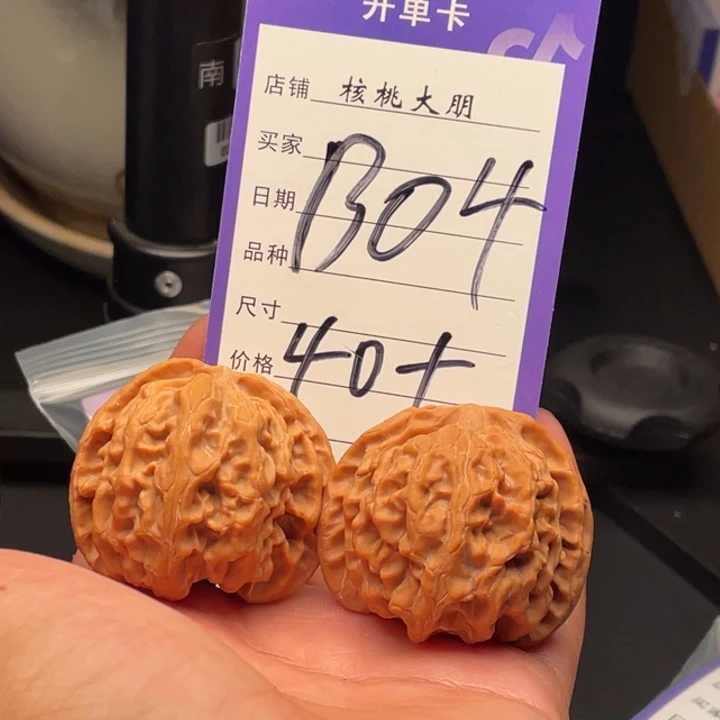 开单卡
店铺 核桃大朋
买家
B04
日期
品种
尺寸
40+
价格
南